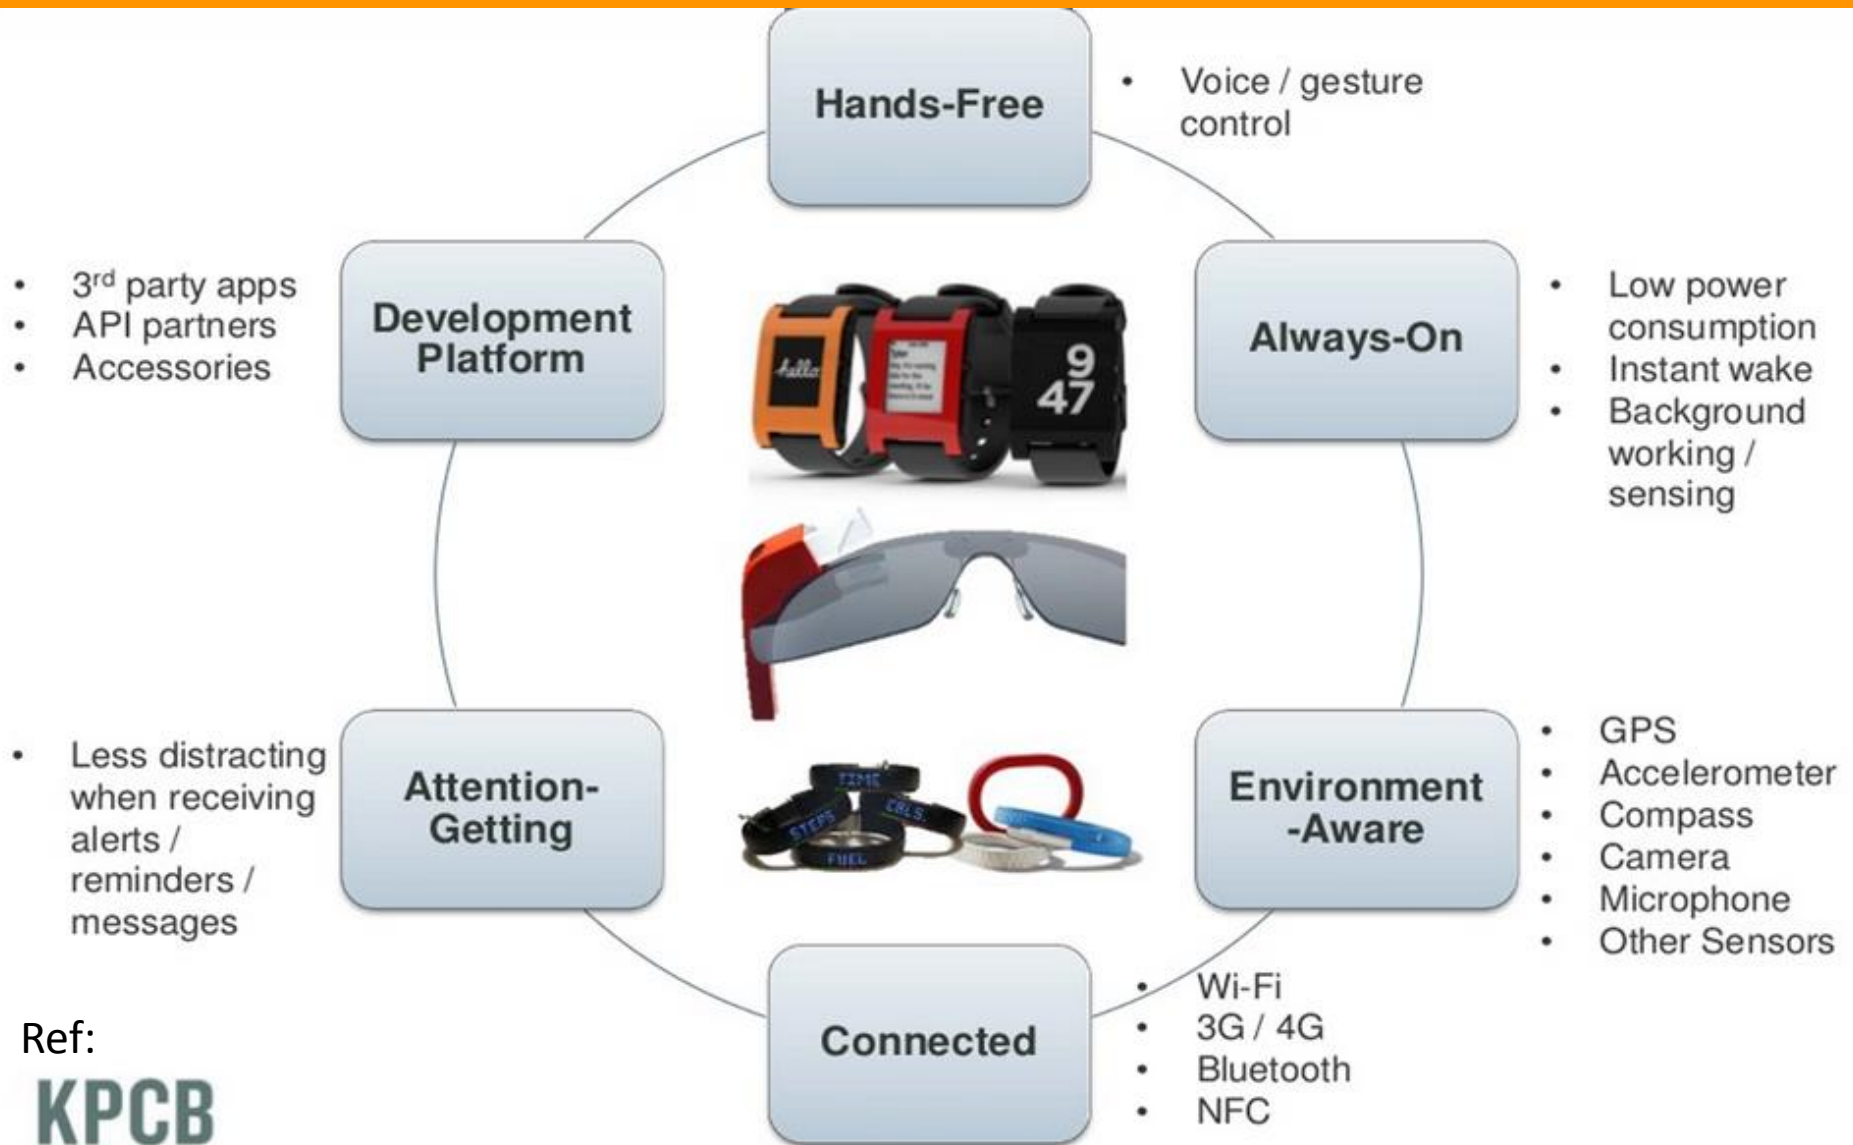 Hands-Free
• Voice / gesture
control
• 3rd party apps
• API partners
• Accessories
Development
Platform
Always-On
• Low power
consumption
• Instant wake
• Background
working /
sensing
hello
9
47
• Less distracting
when receiving
alerts /
reminders /
messages
Attention-
Getting
TIME
STEPS
CALS.
FUEL
Environment
-Aware
• GPS
• Accelerometer
• Compass
• Camera
• Microphone
• Other Sensors
Connected
• Wi-Fi
• 3G / 4G
• Bluetooth
• NFC
Ref:
KPCB